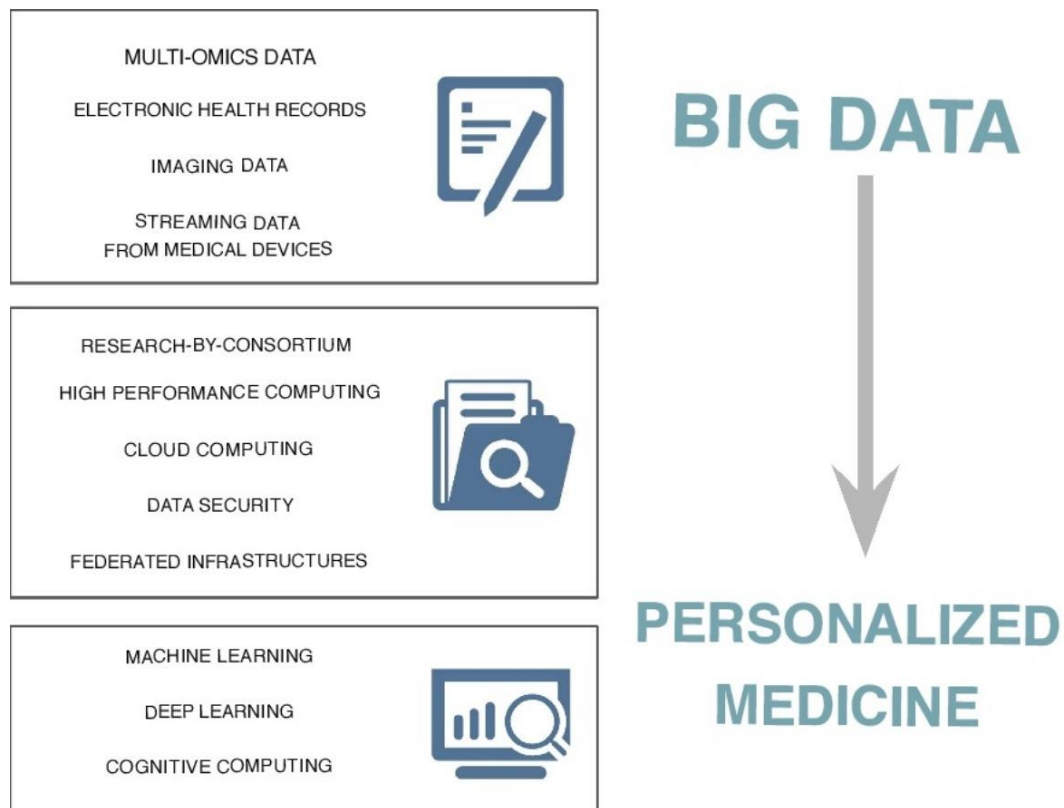 MULTI-OMICS DATA
ELECTRONIC HEALTH RECORDS
IMAGING DATA
STREAMING DATA
FROM MEDICAL DEVICES
RESEARCH-BY-CONSORTIUM
HIGH PERFORMANCE COMPUTING
CLOUD COMPUTING
DATA SECURITY
FEDERATED INFRASTRUCTURES
MACHINE LEARNING
DEEP LEARNING
COGNITIVE COMPUTING
BIG DATA
PERSONALIZED
MEDICINE